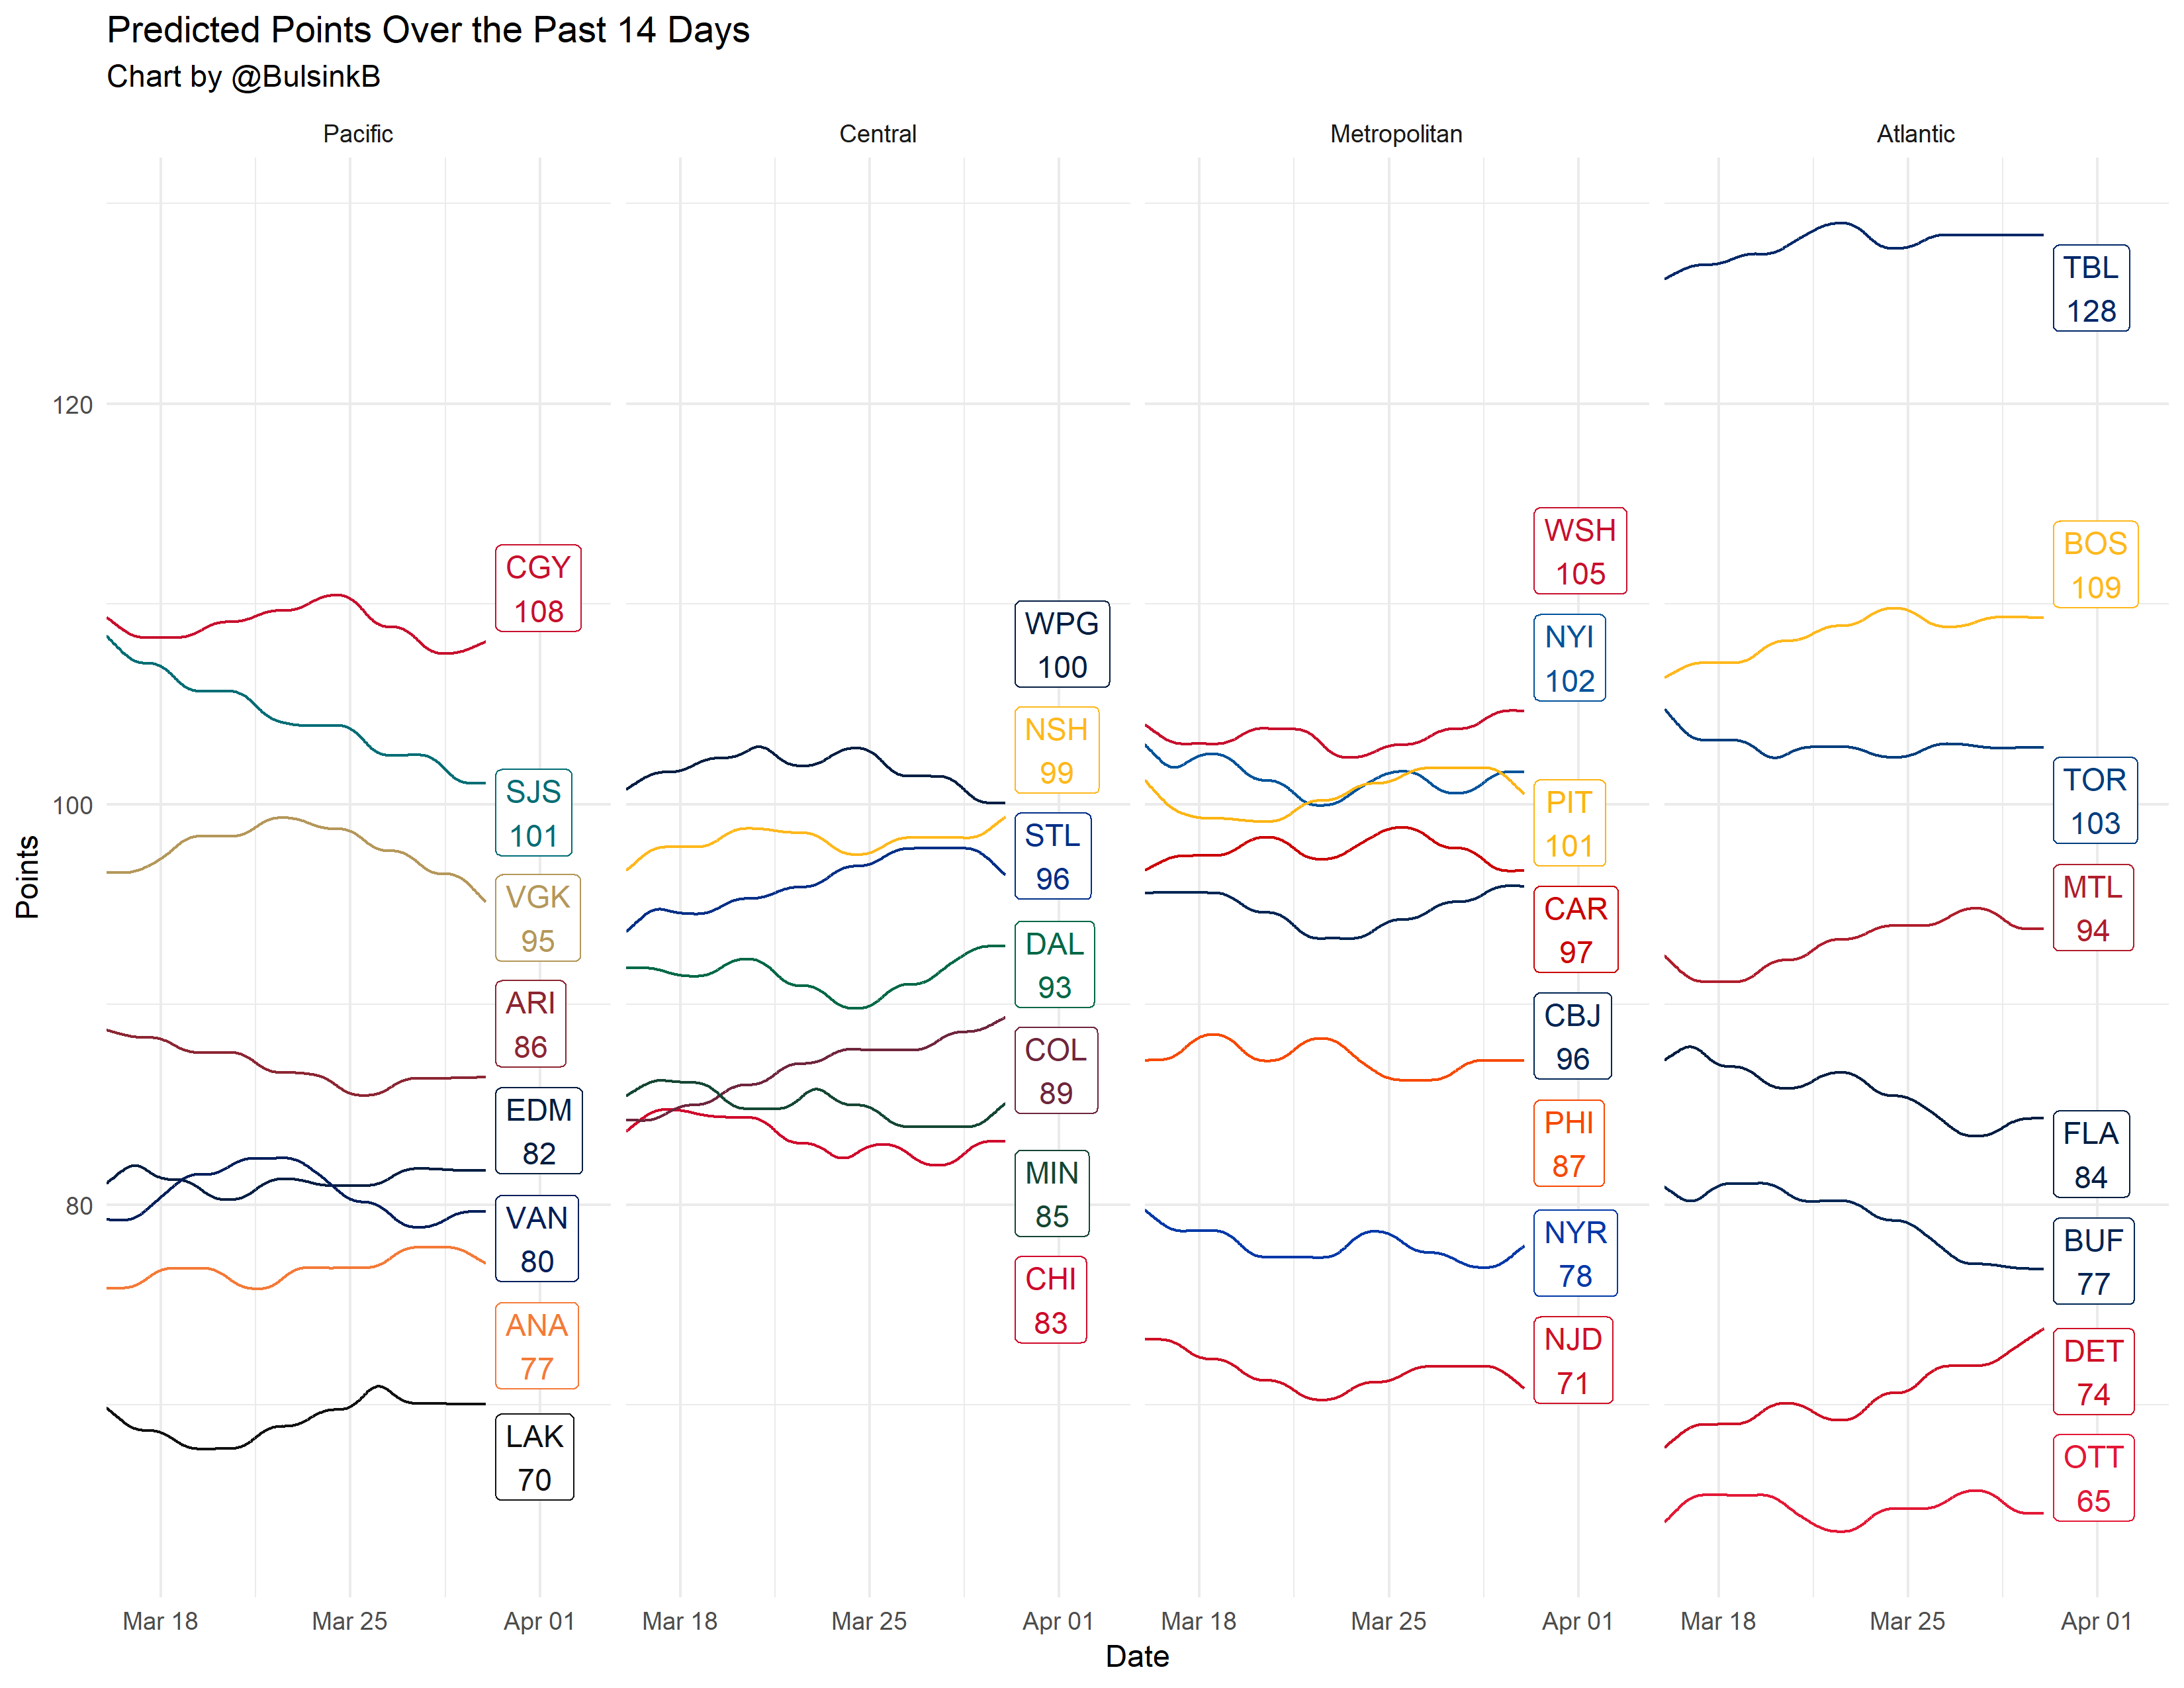 Predicted Points Over the Past 14 Days
Chart by @BulsinkB
Pacific
Central
Metropolitan
Atlantic
Points
120
100
80
CGY
108
SJS
101
VGK
95
ARI
86
EDM
82
VAN
80
ANA
77
LAK
70
WPG
100
NSH
99
STL
96
DAL
93
COL
89
MIN
85
CHI
83
WSH
105
NYI
102
PIT
101
CAR
97
CBJ
96
PHI
87
NYR
78
NJD
71
TBL
128
BOS
109
TOR
103
MTL
94
FLA
84
BUF
77
DET
74
OTT
65
Mar 18 Mar 25 Apr 01
Mar 18 Mar 25 Apr 01
Mar 18 Mar 25 Apr 01
Mar 18 Mar 25 Apr 01
Date